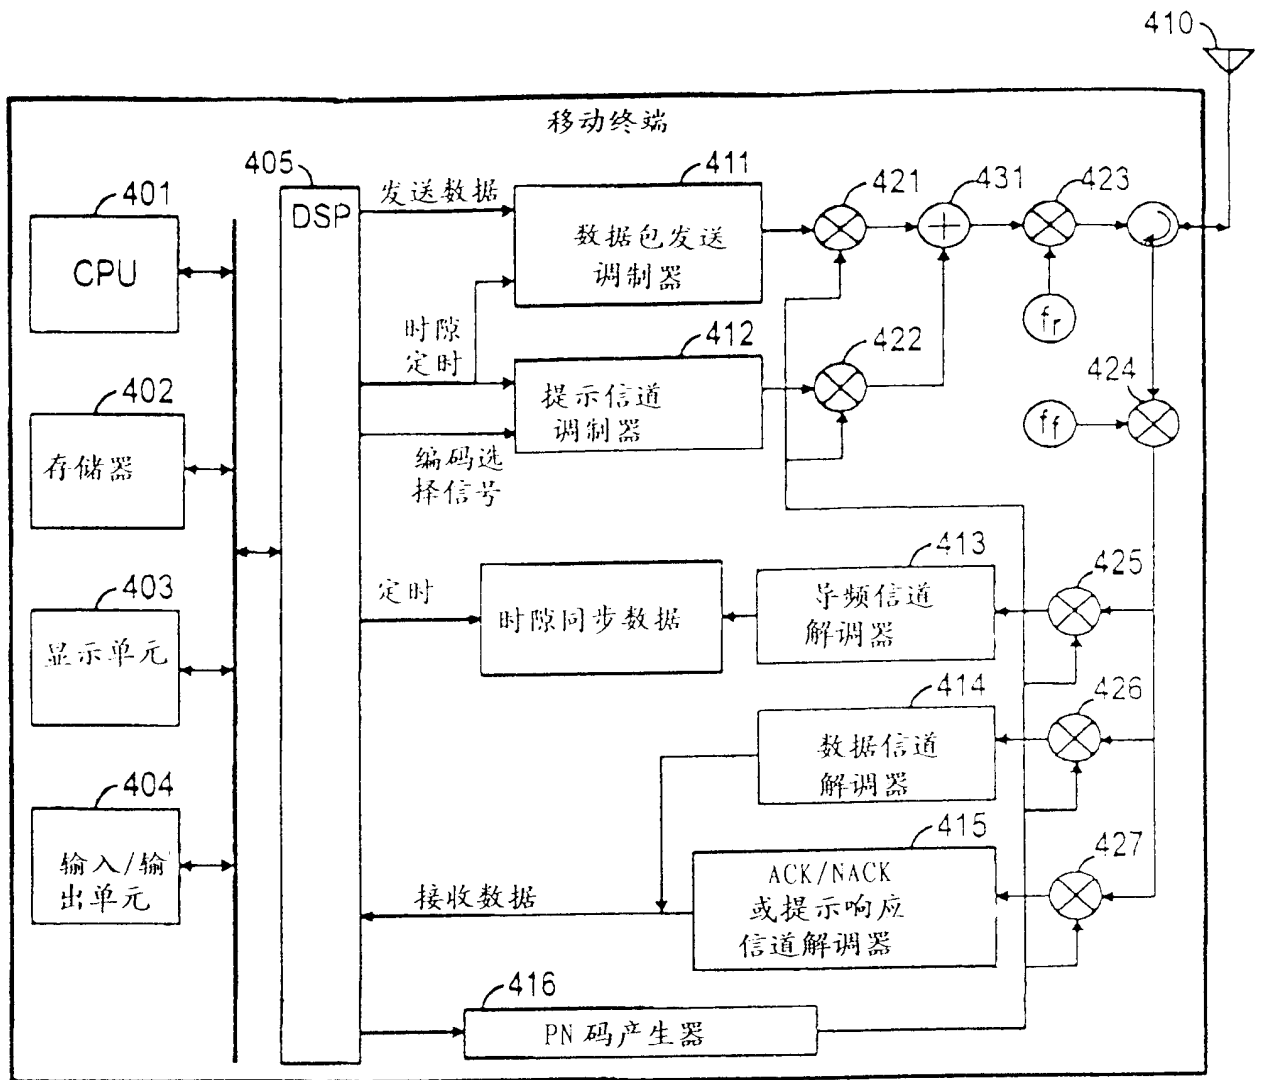 410
移动终端
405
411
421
431
423
401
发送数据
DSP
数据包发送
调制器
CPU
时隙
定时
412
422
fr
402
424
提示信道
调制器
ff
存储器
编码选
择信号
413
425
403
定时
时隙同步数据
导频信道
解调器
显示单元
414
426
数据信道
解调器
404
415
427
输入/输
出单元
接收数据
ACK/NACK
或提示响应
信道解调器
416
PN 码产生器